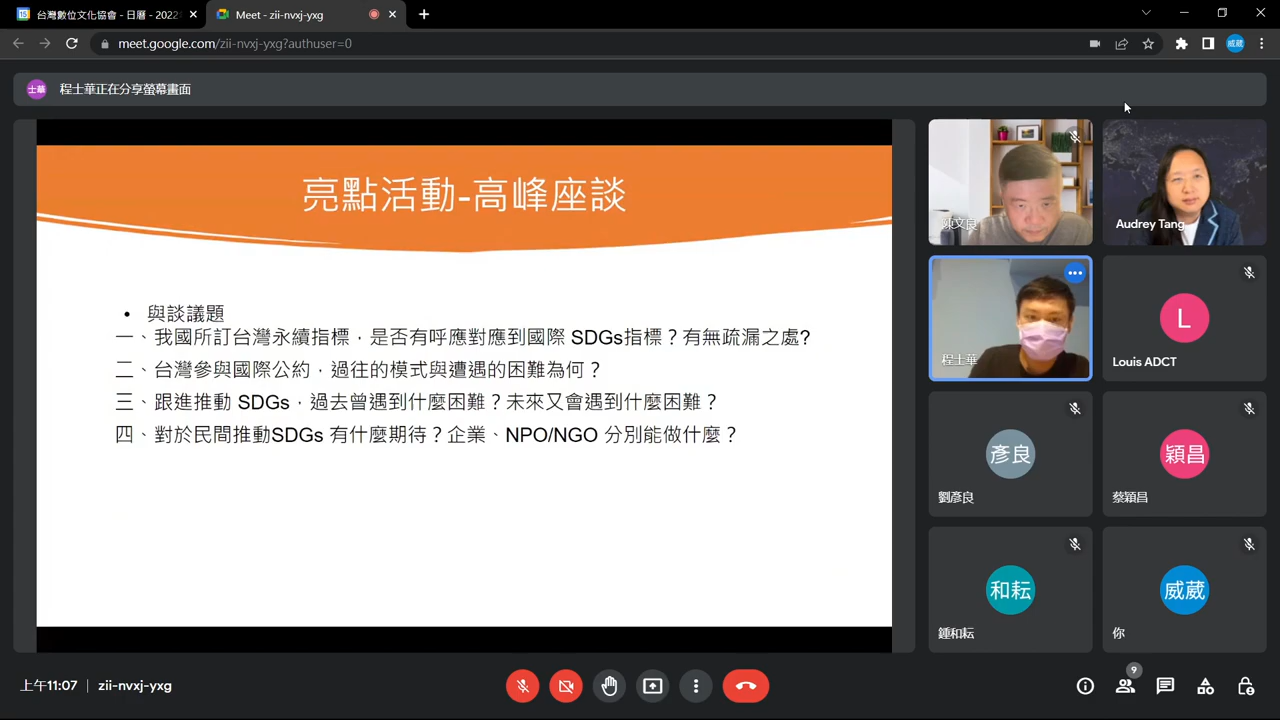 台灣數位文化協會 - 日曆 - 2022
Meet - zii-nvxj-yxg
meet.google.com/zii-nvxj-yxg?authuser=0
威葳
士華
程士華正在分享螢幕畫面
亮點活動-高峰座談
• 與談議題
一、我國所訂台灣永續指標，是否有呼應對應到國際 SDGs指標？有無疏漏之處?
二、台灣參與國際公約，過往的模式與遭遇的困難為何？
三、跟進推動 SDGs，過去曾遇到什麼困難？未來又會遇到什麼困難？
四、對於民間推動SDGs 有什麼期待？企業、NPO/NGO 分別能做什麼？
陳文良
Audrey Tang
程士華
L
Louis ADCT
彥良
劉彥良
穎昌
蔡穎昌
和耘
鍾和耘
威葳
你
上午11:07
zii-nvxj-yxg
9